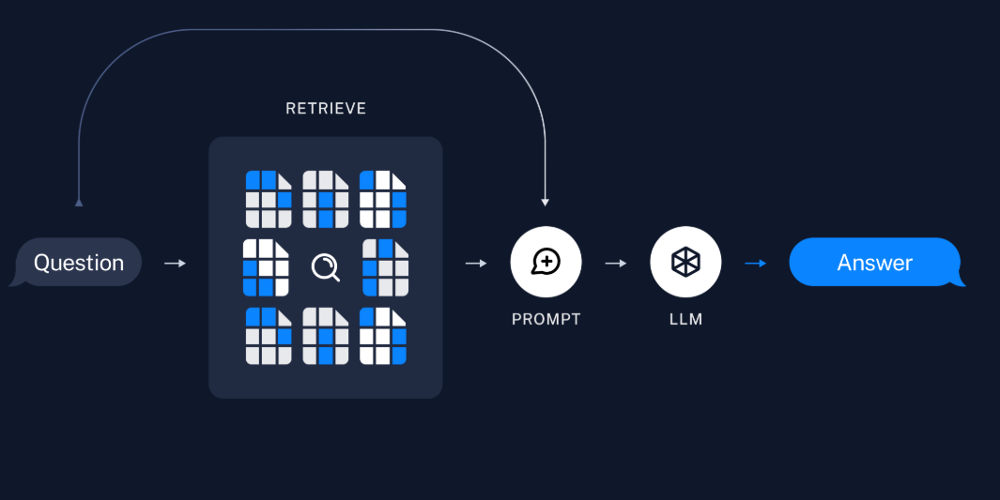 RETRIEVE
Question
PROMPT
LLM
Answer